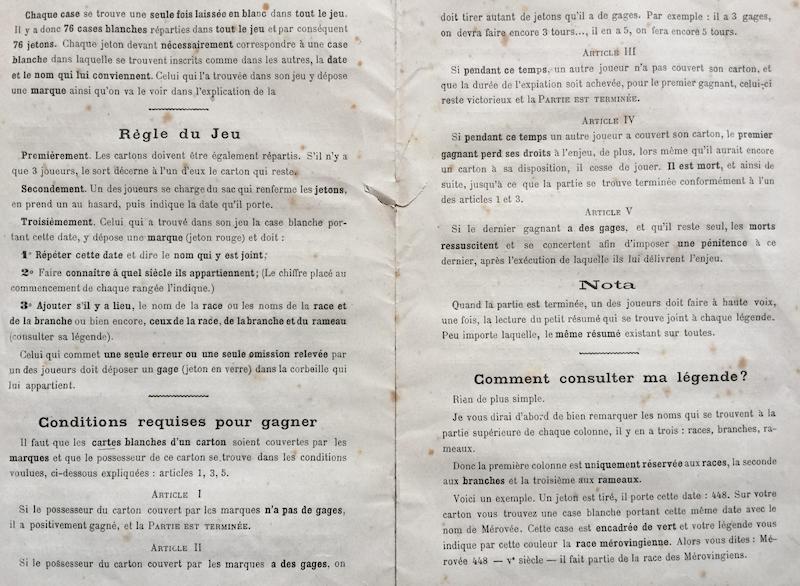 Chaque case se trouve une seule fois laissée en blanc dans tout le jeu.
Il y a donc 76 cases blanches réparties dans tout le jeu et par conséquent
76 jetons. Chaque jeton devant nécessairement correspondre à une case
blanche dans laquelle se trouvent inscrits comme dans les autres, la date
et le nom qui lui conviennent. Celui qui l'a trouvée dans son jeu y dépose
une marque ainsi qu'on va le voir dans l'explication de la
Règle du Jeu
Premièrement. Les cartons doivent être également répartis. S'il n'y a
que 3 joueurs, le sort décerne à l'un d'eux le carton qui reste.
Secondement. Un des joueurs se charge du sac qui renferme les jetons,
en prend un au hasard, puis indique la date qu'il porte.
Troisièmement. Celui qui a trouvé dans son jeu la case blanche por-
tant cette date, y dépose une marque (jeton rouge) et doit :
1° Répéter cette date et dire le nom qui y est joint;
2° Faire connaître à quel siècle ils appartiennent; (Le chiffre placé au
commencement de chaque rangée l'indique.)
3° Ajouter s'il y a lieu, le nom de la race ou les noms de la race et
de la branche ou bien encore, ceux de la race, de la branche et du rameau
(consulter sa légende).
Celui qui commet une seule erreur ou une seule omission relevée par
un des joueurs doit déposer un gage (jeton en verre) dans la corbeille qui
lui appartient.
Conditions requises pour gagner
Il faut que les cartes blanches d'un carton soient couvertes par les
marques et que le possesseur de ce carton se trouve dans les conditions
voulues, ci-dessous expliquées : articles 1, 3, 5.
Article I
Si le possesseur du carton couvert par les marques n'a pas de gages,
il a positivement gagné, et la Partie est terminée.
Article II
Si le possesseur du carton couvert par les marques a des gages, on
doit tirer autant de jetons qu'il a de gages. Par exemple : il a 3 gages,
on devra faire encore 3 tours..., il en a 5, on fera encore 5 tours.
Article III
Si pendant ce temps, un autre joueur n'a pas couvert son carton, et
que la durée de l'expiation soit achevée, pour le premier gagnant, celui-ci
reste victorieux et la Partie est terminée.
Article IV
Si pendant ce temps un autre joueur a couvert son carton, le premier
gagnant perd ses droits à l'enjeu, de plus, lors même qu'il aurait encore
un carton à sa disposition, il cesse de jouer. Il est mort, et ainsi de
suite, jusqu'à ce que la partie se trouve terminée conformément à l'un
des articles 1 et 3.
Article V
Si le dernier gagnant a des gages, et qu'il reste seul, les morts
ressuscitent et se concertent afin d'imposer une pénitence à ce
dernier, après l'exécution de laquelle ils lui délivrent l'enjeu.
Nota
Quand la partie est terminée, un des joueurs doit faire à haute voix,
une fois, la lecture du petit résumé qui se trouve joint à chaque légende.
Peu importe laquelle, le même résumé existant sur toutes.
Comment consulter ma légende?
Rien de plus simple.
Je vous dirai d'abord de bien remarquer les noms qui se trouvent à la
partie supérieure de chaque colonne, il y en a trois : races, branches, ra-
meaux.
Donc la première colonne est uniquement réservée aux races, la seconde
aux branches et la troisième aux rameaux.
Voici un exemple. Un jeton est tiré, il porte cette date : 448. Sur votre
carton vous trouvez une case blanche portant cette même date avec le
nom de Mérovée. Cette case est encadrée de vert et votre légende vous
indique par cette couleur la race mérovingienne. Alors vous dites : Mé-
rovée 448 — Vᵉ siècle — il fait partie de la race des Mérovingiens.